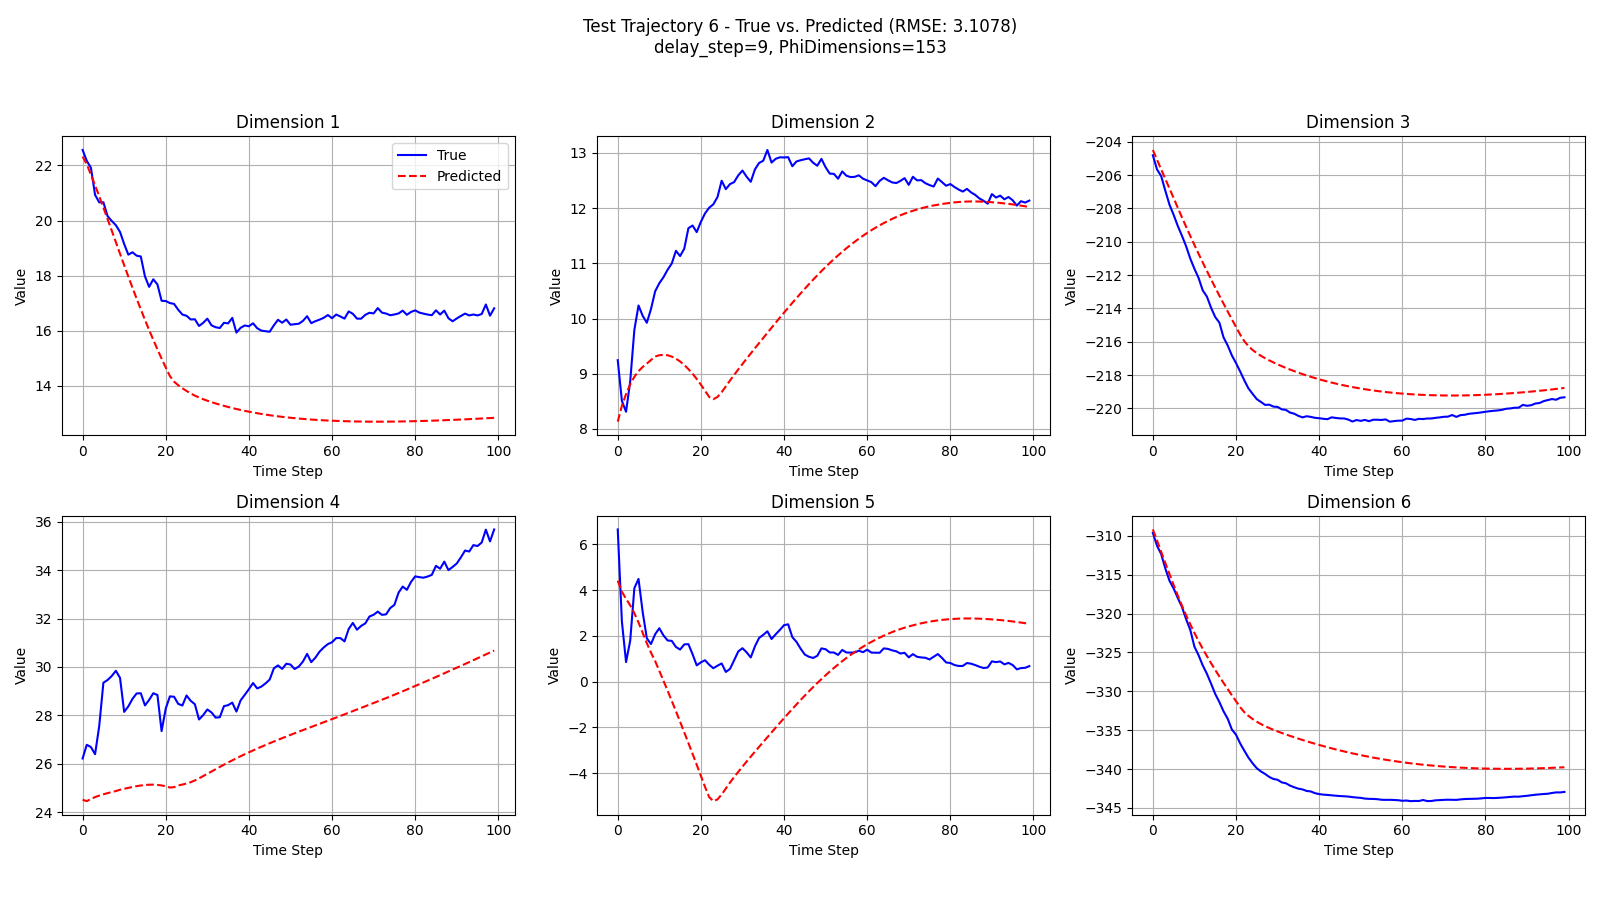 Test Trajectory 6 - True vs. Predicted (RMSE: 3.1078)
delay_step=9, PhiDimensions=153
Dimension 1
True
Predicted
Value
22
20
18
16
14
0 20 40 60 80 100
Time Step
Dimension 2
Value
13
12
11
10
9
8
0 20 40 60 80 100
Time Step
Dimension 3
Value
−204
−206
−208
−210
−212
−214
−216
−218
−220
0 20 40 60 80 100
Time Step
Dimension 4
Value
36
34
32
30
28
26
24
0 20 40 60 80 100
Time Step
Dimension 5
Value
6
4
2
0
−2
−4
0 20 40 60 80 100
Time Step
Dimension 6
Value
−310
−315
−320
−325
−330
−335
−340
−345
0 20 40 60 80 100
Time Step